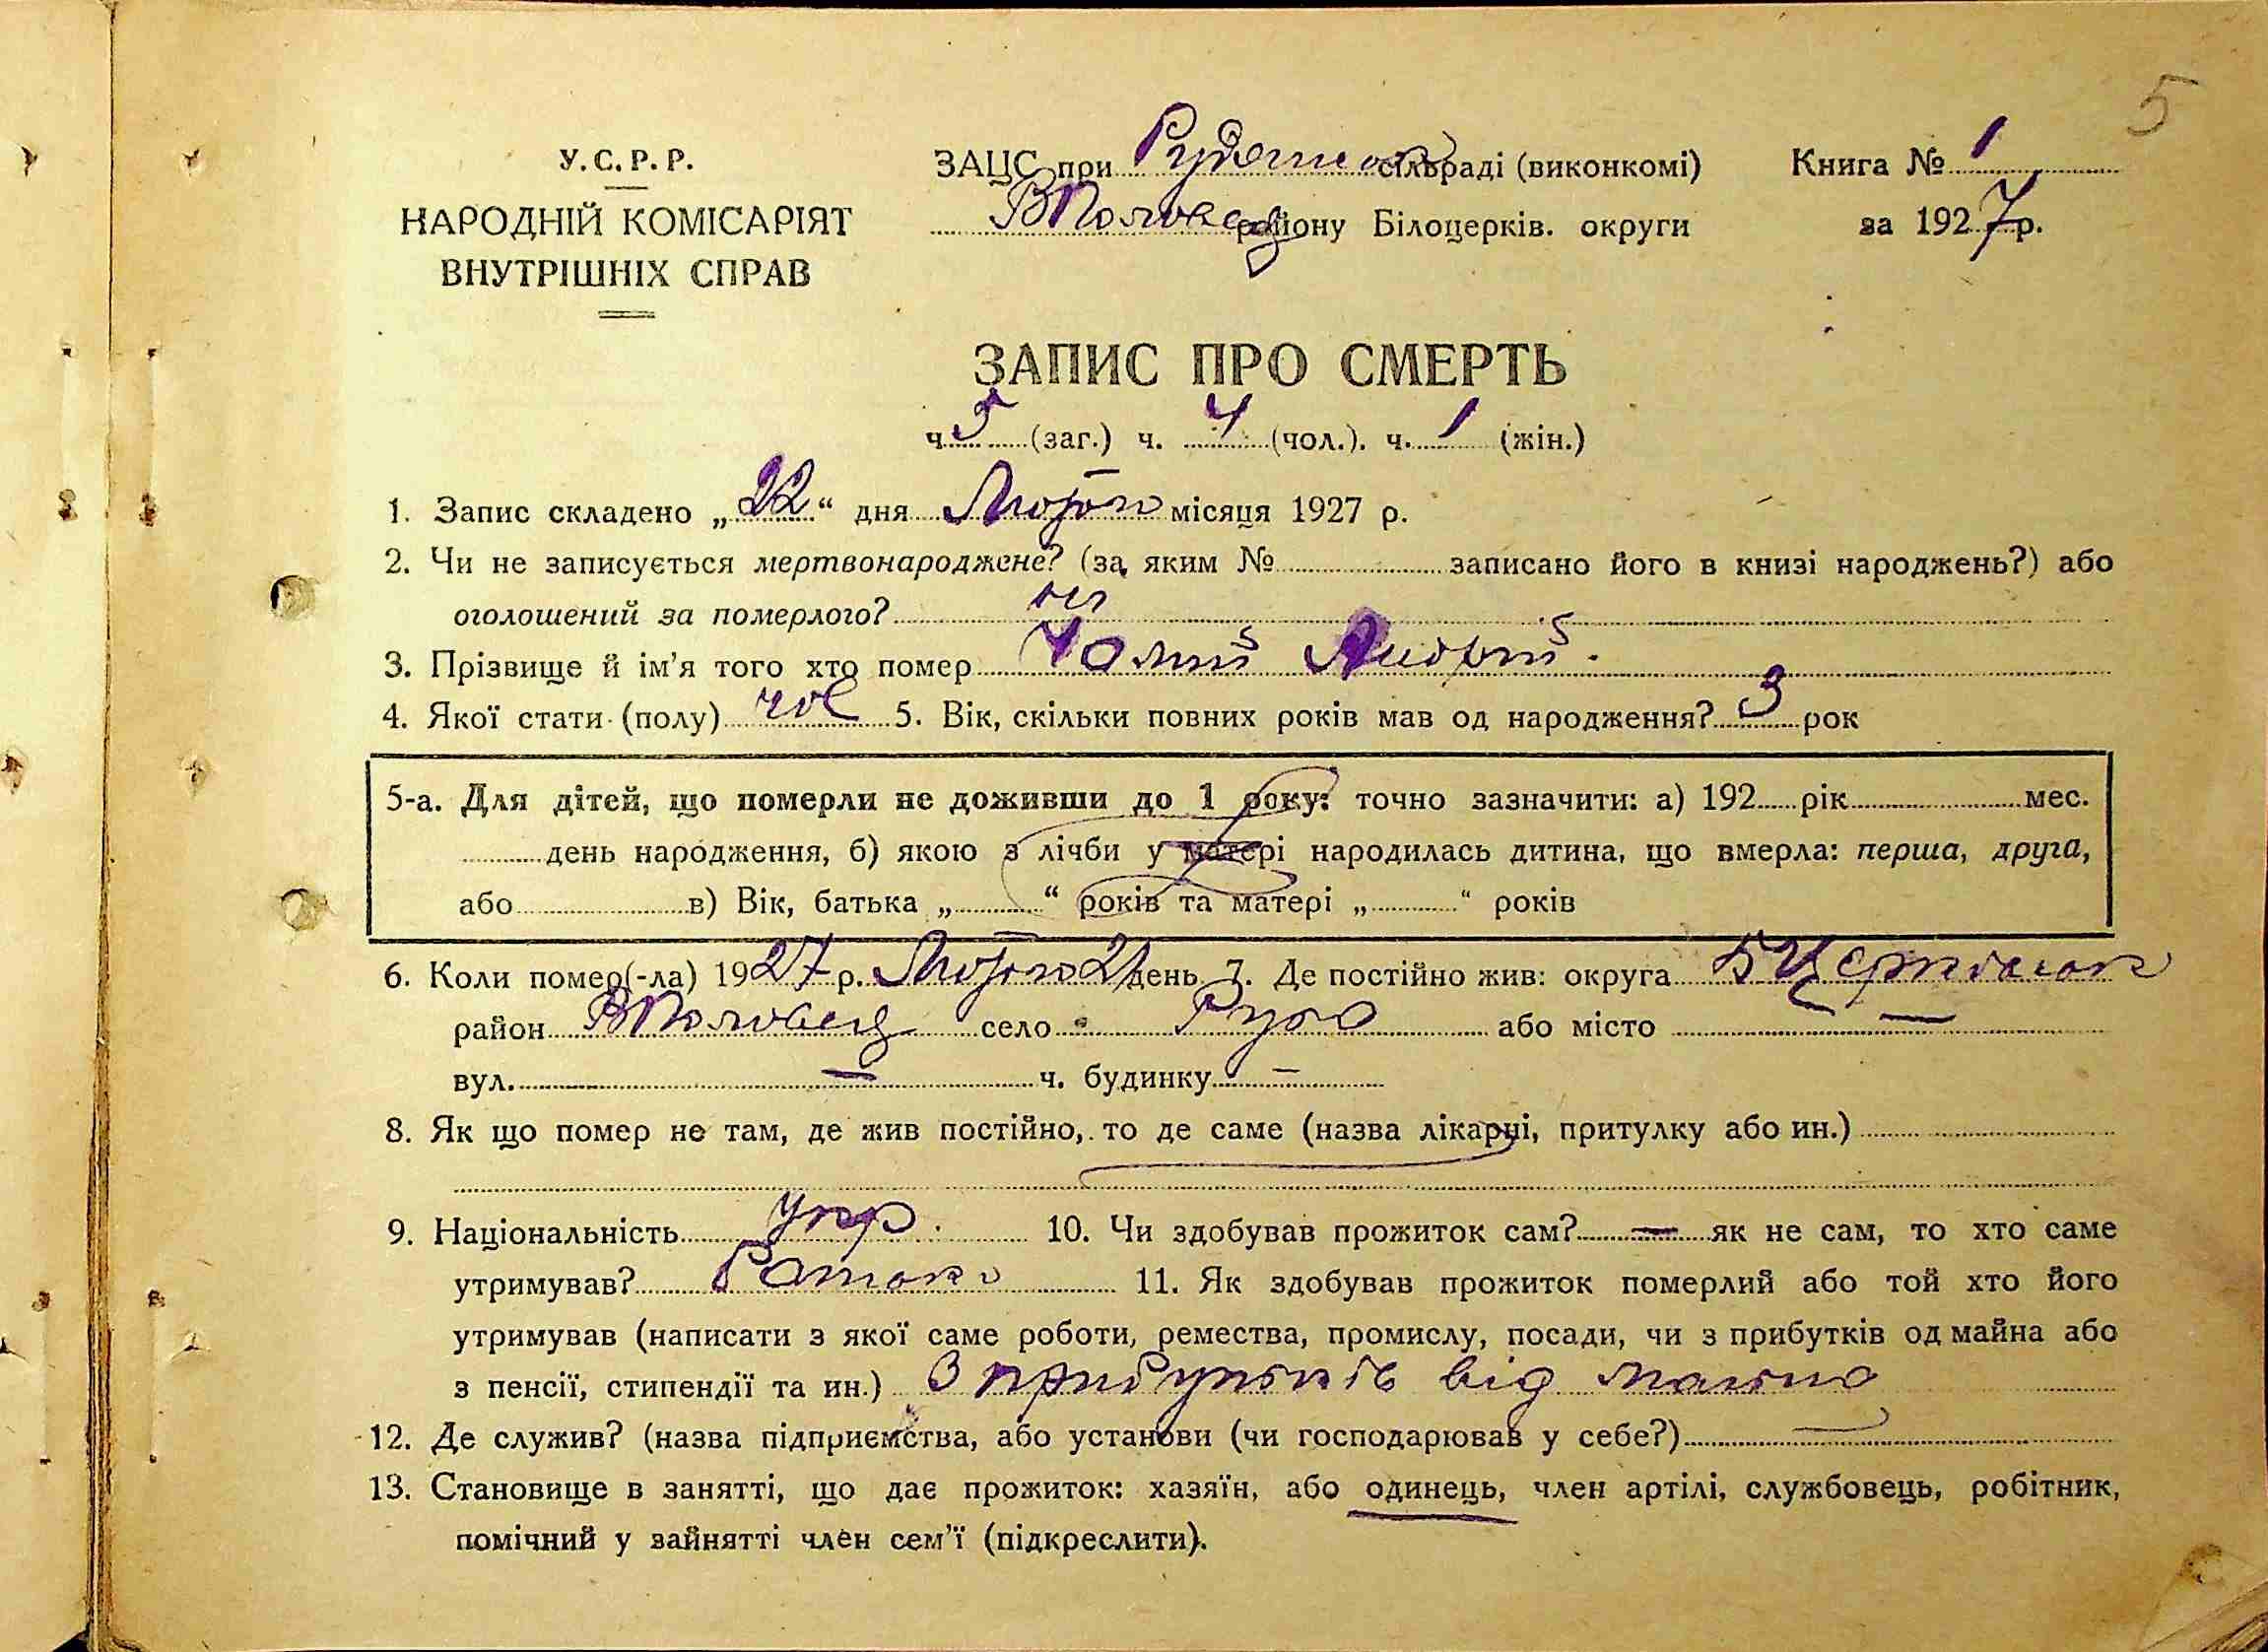 5
У.С.Р.Р.
НАРОДНІЙ КОМІСАРІЯТ
ВНУТРІШНІХ СПРАВ
ЗАЦС при Рудянськ сільраді (виконкомі)
ВПоловец району Білоцерків. округи
Книга № 1
за 1927 р.
ЗАПИС ПРО СМЕРТЬ
ч. 5 (заг.) ч. 4 (чол.). ч. 1 (жін.)
1. Запис складено „22“ дня Лютого місяця 1927 р.
2. Чи не записується мертвонароджене? (за яким № записано його в книзі народжень?) або
оголошений за померлого? ні
3. Прізвище й ім’я того хто помер Андрій
4. Якої стати (полу) чол 5. Вік, скільки повних років мав од народження? 3 рок
5-а. Для дітей, що померли не доживши до 1 року: точно зазначити: а) 192 рік мес.
день народження, б) якою з лічби у матері народилась дитина, що вмерла: перша, друга,
або в) Вік, батька „ “ років та матері „ “ років
6. Коли помер(-ла) 1927 р. Лютого 21 день 7. Де постійно жив: округа БЦерківськ
район ВПоловец село Руда або місто —
вул. — ч. будинку —
8. Як що помер не там, де жив постійно, то де саме (назва лікарні, притулку або ин.)
9. Національність Укр. 10. Чи здобував прожиток сам? — як не сам, то хто саме
утримував? Батько 11. Як здобував прожиток померлий або той хто його
утримував (написати з якої саме роботи, ремества, промислу, посади, чи з прибутків од майна або
з пенсії, стипендії та ин.) З прибутків від майна
12. Де служив? (назва підприємства, або установи (чи господарював у себе?) —
13. Становище в занятті, що дає прожиток: хазяїн, або одинець, член артілі, службовець, робітник,
помічний у зайнятті член сем’ї (підкреслити).